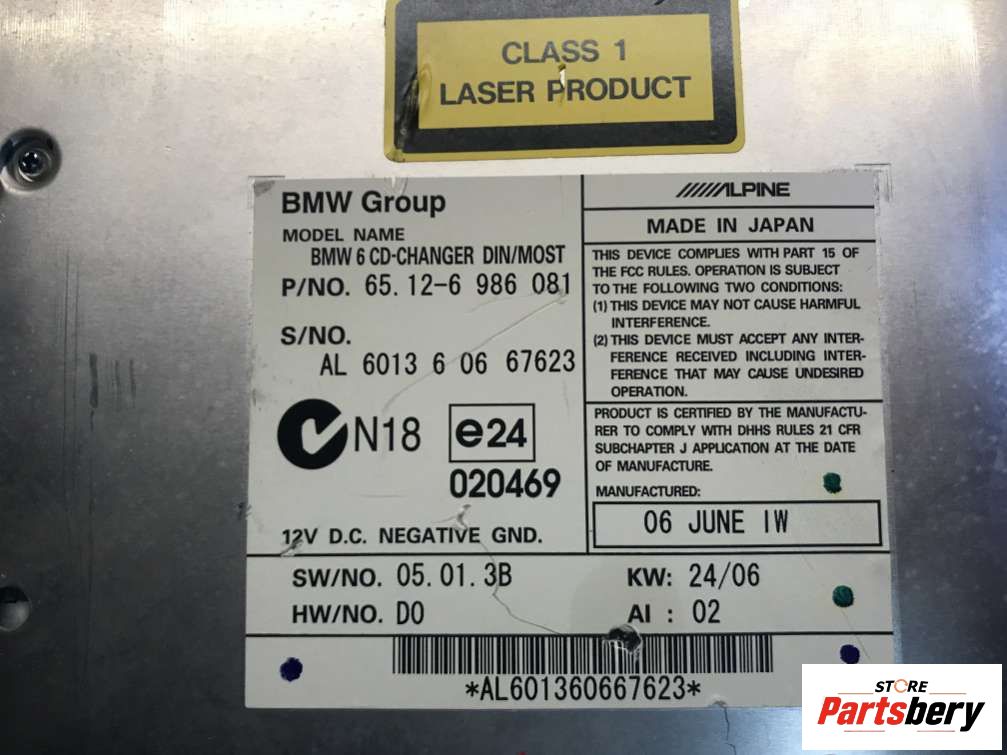 CLASS 1
LASER PRODUCT
BMW Group
MODEL NAME
BMW 6 CD-CHANGER DIN/MOST
P/NO. 65.12-6 986 081
S/NO.
AL 6013 6 06 67623
N18
e24
020469
12V D.C. NEGATIVE GND.
ALPINE
MADE IN JAPAN
THIS DEVICE COMPLIES WITH PART 15 OF
THE FCC RULES. OPERATION IS SUBJECT
TO THE FOLLOWING TWO CONDITIONS:
(1) THIS DEVICE MAY NOT CAUSE HARMFUL
INTERFERENCE.
(2) THIS DEVICE MUST ACCEPT ANY INTER-
FERENCE RECEIVED INCLUDING INTER-
FERENCE THAT MAY CAUSE UNDESIRED
OPERATION.
PRODUCT IS CERTIFIED BY THE MANUFACTU-
RER TO COMPLY WITH DHHS RULES 21 CFR
SUBCHAPTER J APPLICATION AT THE DATE
OF MANUFACTURE.
MANUFACTURED:
06 JUNE IW
SW/NO. 05.01.3B
KW: 24/06
HW/NO. D0
AI : 02
*AL601360667623*
STORE
Partsbery